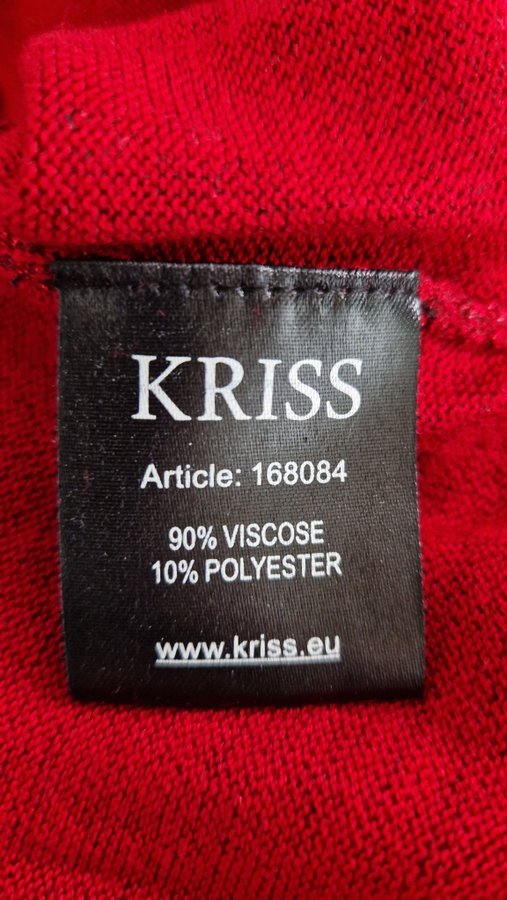 KRISS
Article: 168084
90% VISCOSE
10% POLYESTER
www.kriss.eu